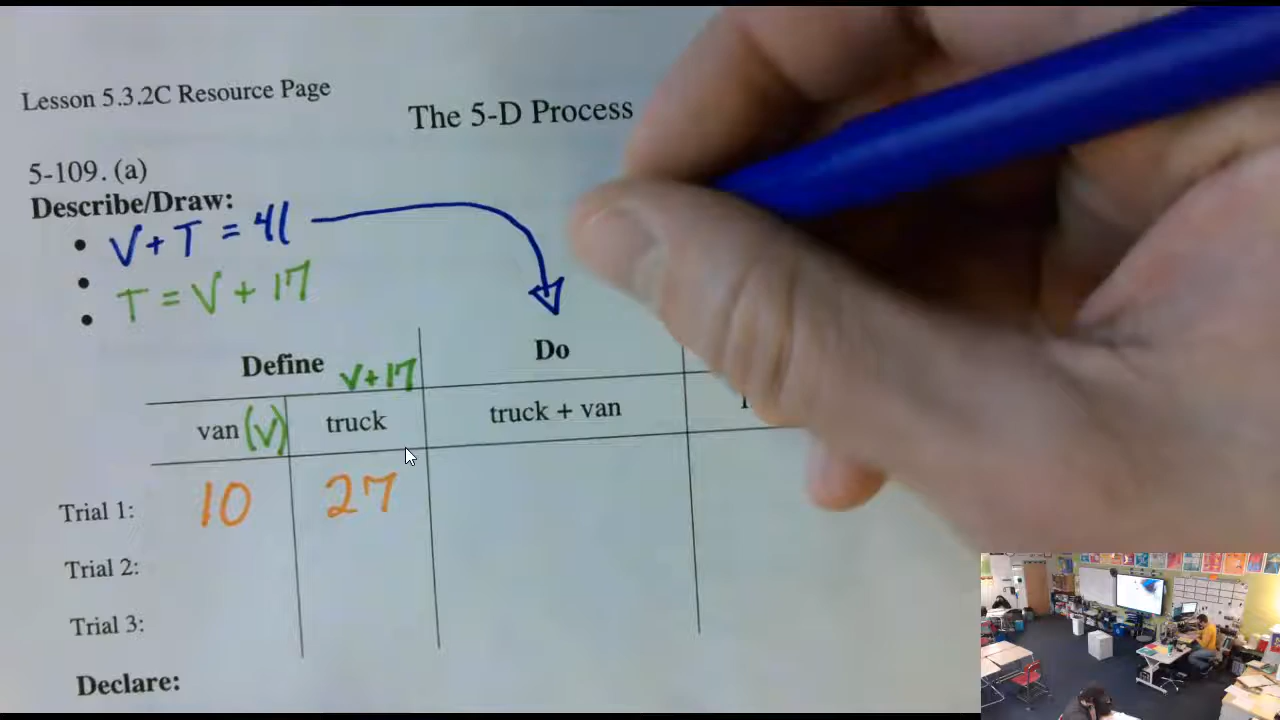 Lesson 5.3.2C Resource Page
The 5-D Process
5-109. (a)
Describe/Draw:
• V + T = 41
•
• T = V + 17
Define
V + 17
Do
van (V)
truck
truck + van
Trial 1:
10
27
Trial 2:
Trial 3:
Declare: